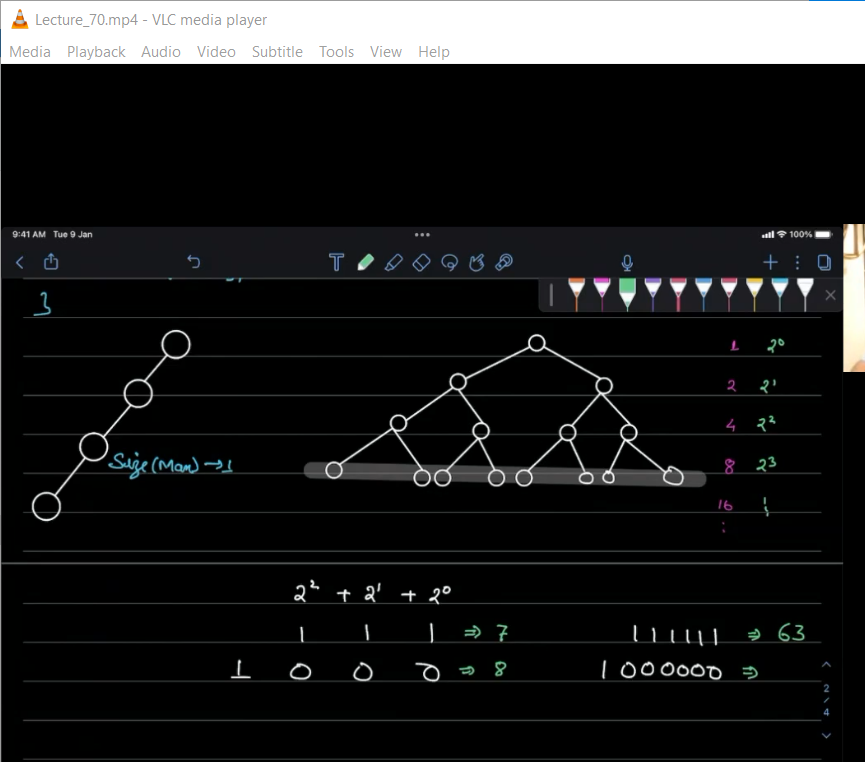 Lecture_70.mp4 - VLC media player
Media Playback Audio Video Subtitle Tools View Help
9:41 AM Tue 9 Jan
100%
3
1 2⁰
2 2¹
4 2²
Size(Max) → 1
8 2³
16 ⋮
⋮
2² + 2¹ + 2⁰
1 1 1 ⇒ 7 111111 ⇒ 63
1 0 0 0 ⇒ 8 1000000 ⇒
2
/
4